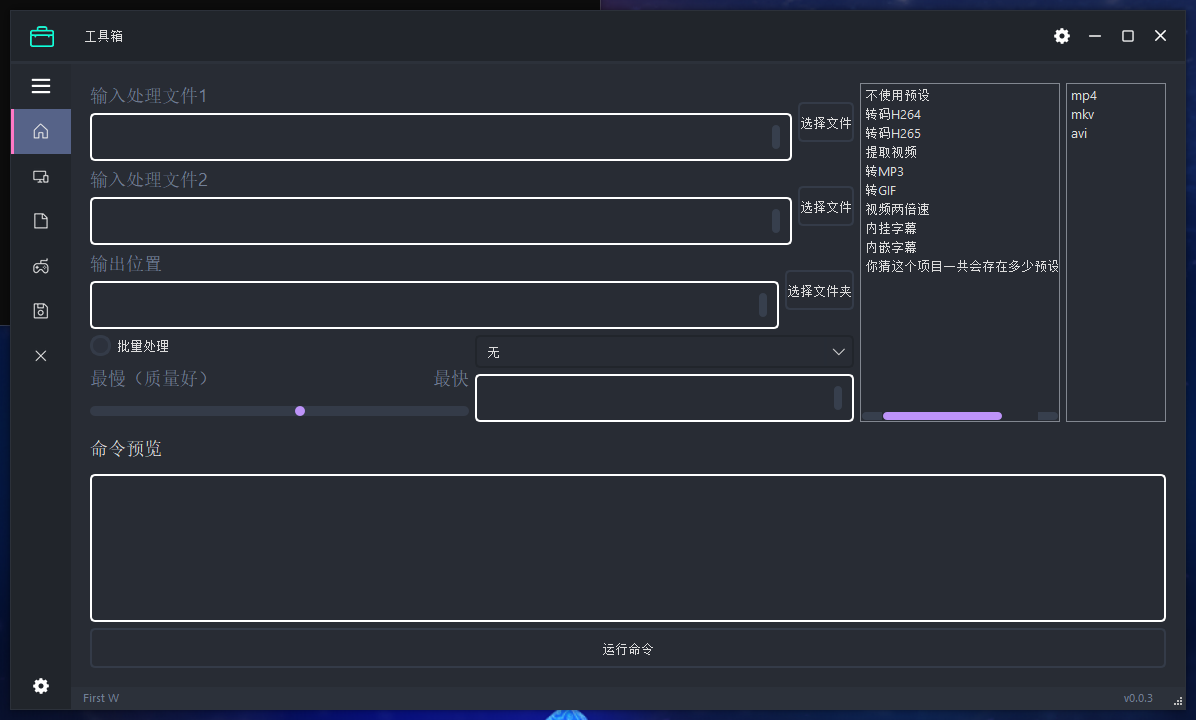 工具箱
输入处理文件1
选择文件
输入处理文件2
选择文件
输出位置
选择文件夹
批量处理
无
最慢（质量好）
最快
不使用预设
转码H264
转码H265
提取视频
转MP3
转GIF
视频两倍速
内挂字幕
内嵌字幕
你猜这个项目一共会存在多少预设
mp4
mkv
avi
命令预览
运行命令
First W
v0.0.3